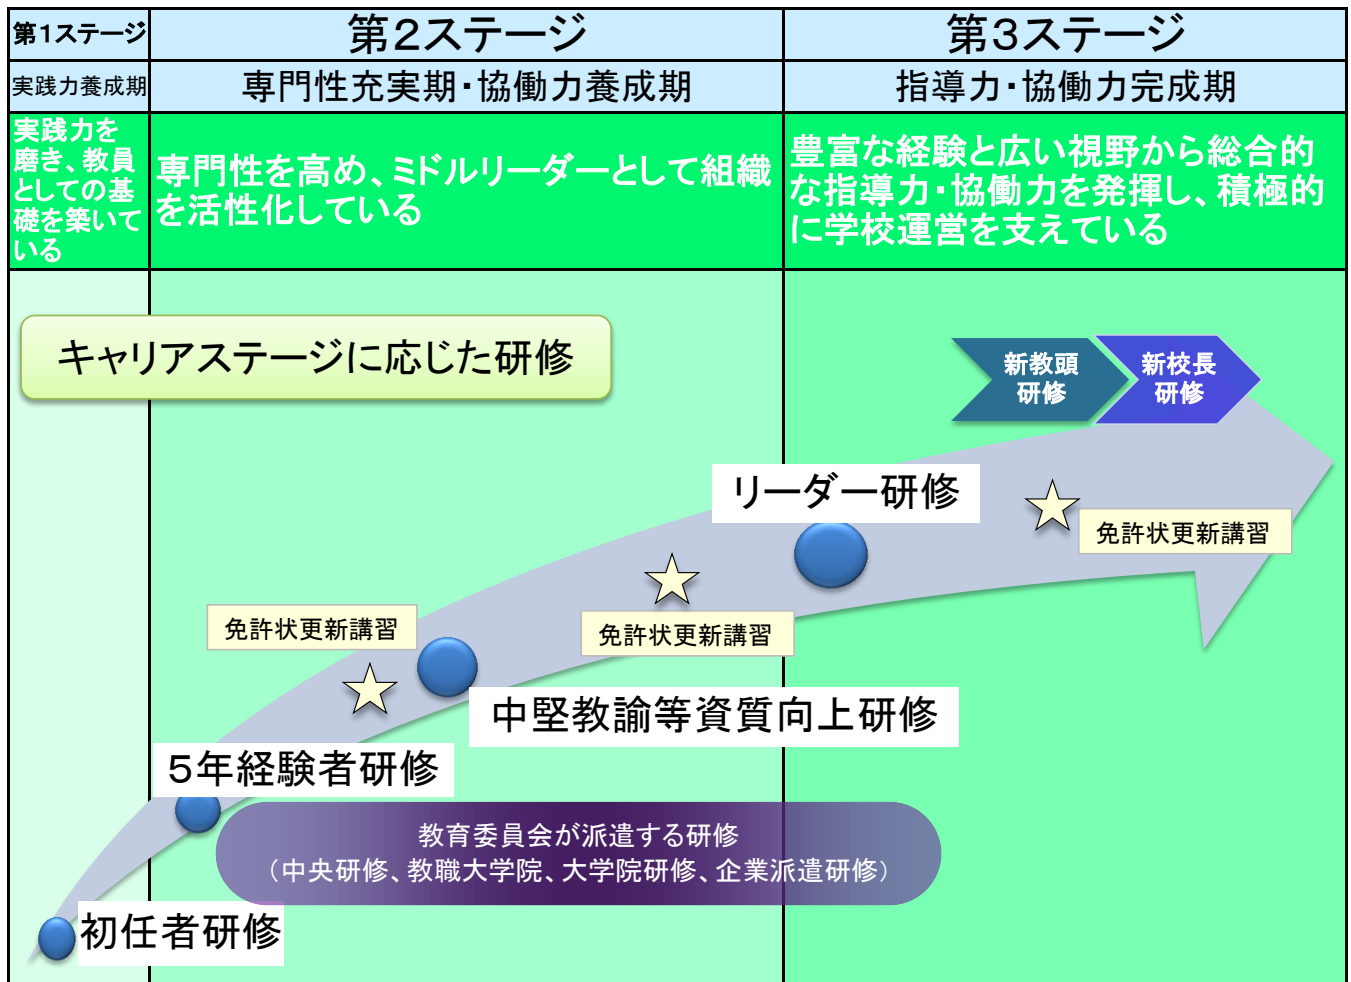 第1ステージ
第2ステージ
第3ステージ
実践力養成期
専門性充実期・協働力養成期
指導力・協働力完成期
実践力を
磨き、教員
としての基
礎を築いて
いる
専門性を高め、ミドルリーダーとして組織
を活性化している
豊富な経験と広い視野から総合的
な指導力・協働力を発揮し、積極的
に学校運営を支えている
キャリアステージに応じた研修
新教頭
研修
新校長
研修
リーダー研修
免許状更新講習
免許状更新講習
免許状更新講習
中堅教諭等資質向上研修
5年経験者研修
教育委員会が派遣する研修
（中央研修、教職大学院、大学院研修、企業派遣研修）
初任者研修